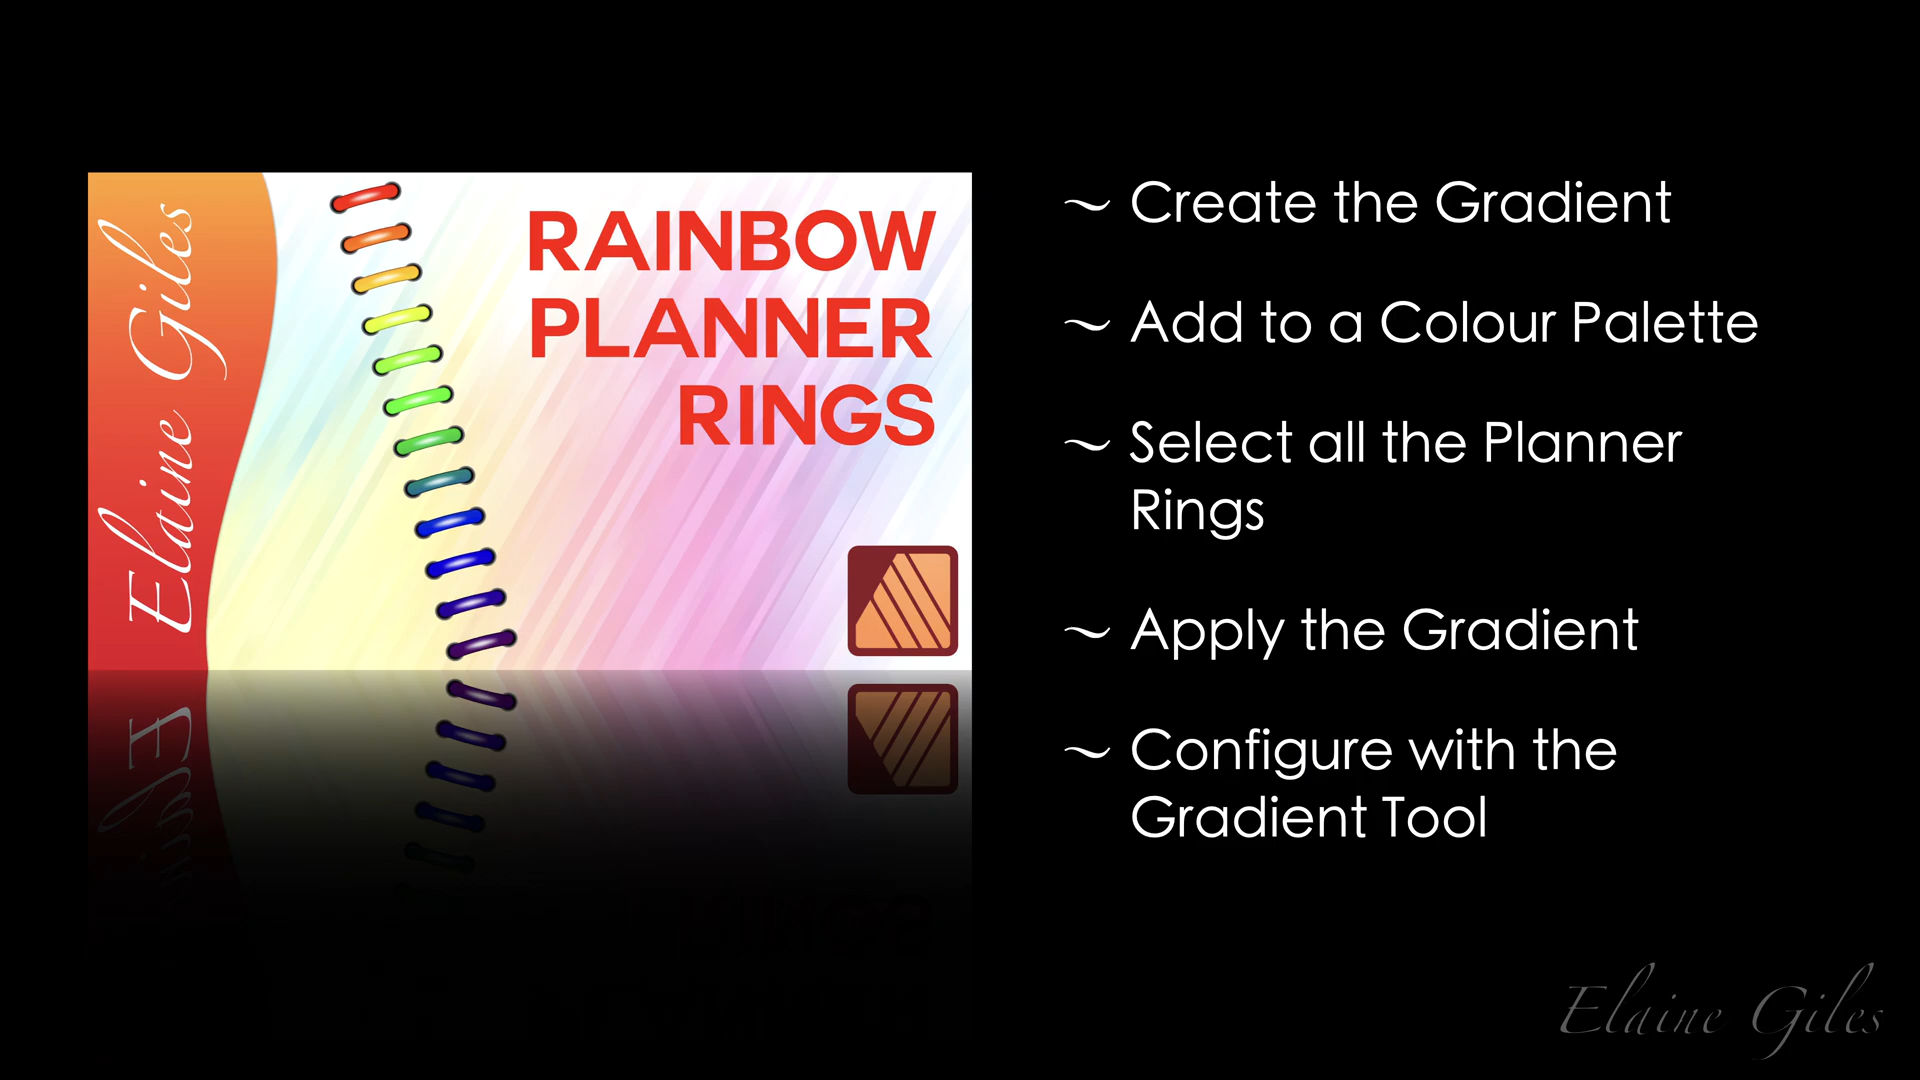 Elaine Giles
RAINBOW
PLANNER
RINGS
~ Create the Gradient
~ Add to a Colour Palette
~ Select all the Planner
Rings
~ Apply the Gradient
~ Configure with the
Gradient Tool
Elaine Giles